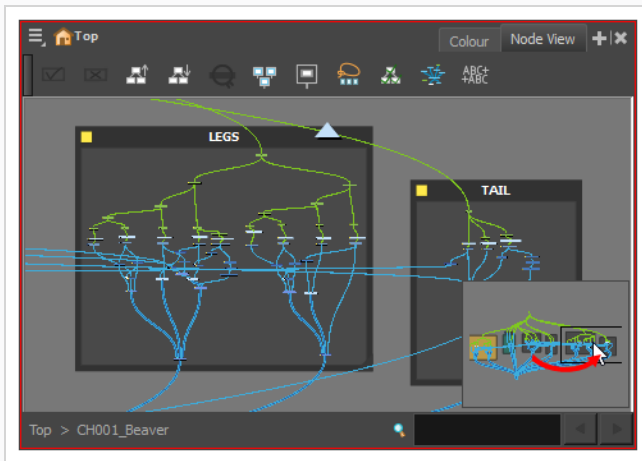 Top
Colour
Node View
ABC+
+ABC
LEGS
TAIL
Top > CH001_Beaver